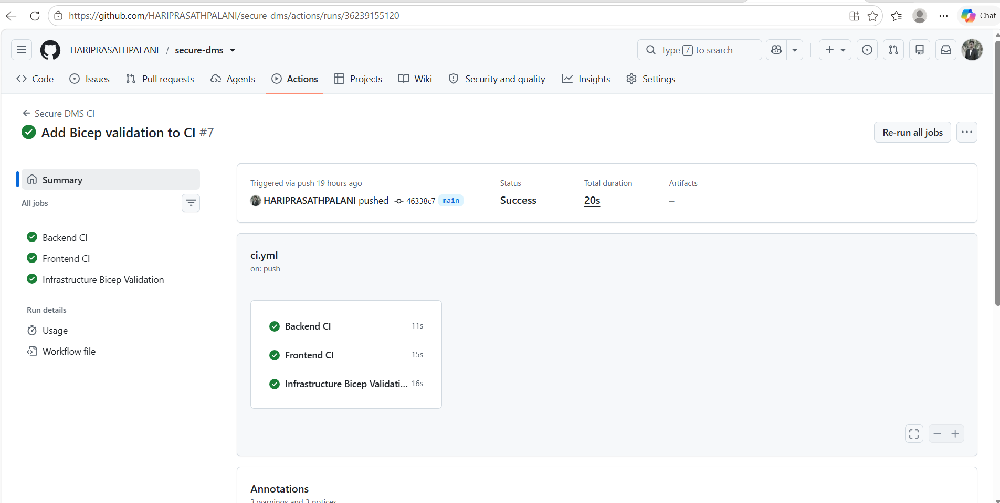 https://github.com/HARIPRASATHPALANI/secure-dms/actions/runs/36239155120
Chat
HARIPRASATHPALANI / secure-dms
Type / to search
Code
Issues
Pull requests
Agents
Actions
Projects
Wiki
Security and quality
Insights
Settings
Secure DMS CI
Add Bicep validation to CI #7
Re-run all jobs
Summary
All jobs
Backend CI
Frontend CI
Infrastructure Bicep Validation
Run details
Usage
Workflow file
Triggered via push 19 hours ago
HARIPRASATHPALANI pushed 46338c7 main
Status
Success
Total duration
20s
Artifacts
–
ci.yml
on: push
Backend CI 11s
Frontend CI 15s
Infrastructure Bicep Validati... 16s
Annotations
3 warnings and 3 notices